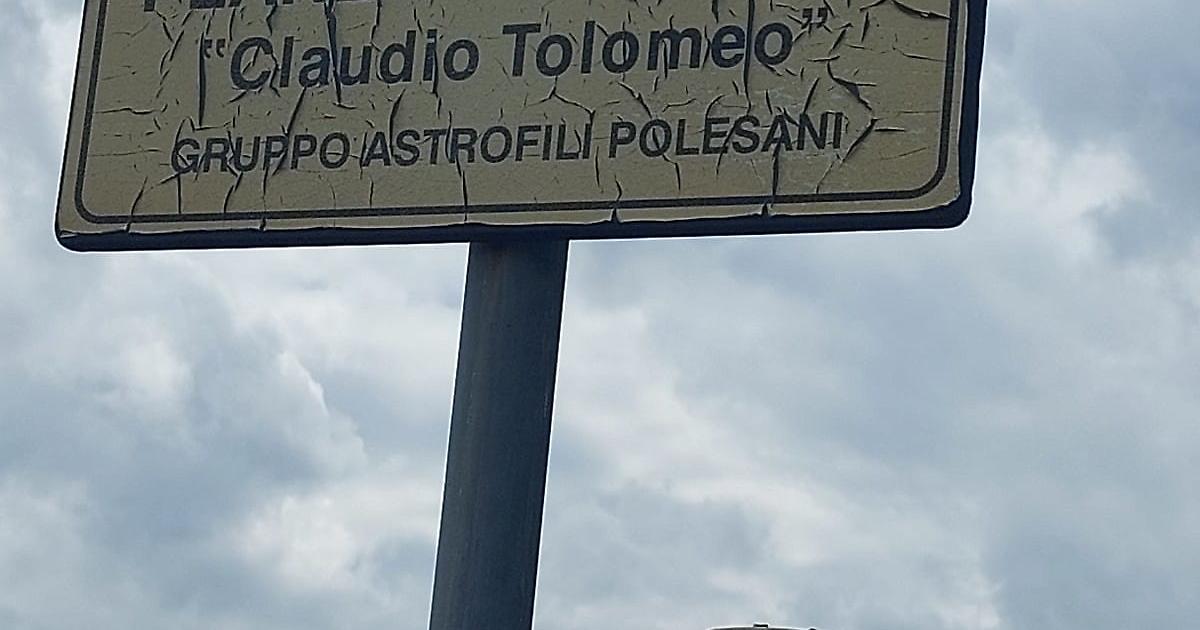 “Claudio Tolomeo”
GRUPPO ASTROFILI POLESANI